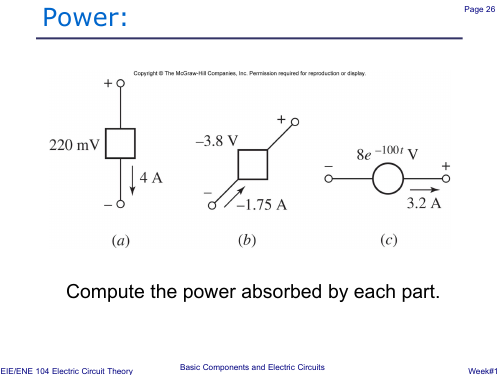 Power:
Page 26
Copyright © The McGraw-Hill Companies, Inc. Permission required for reproduction or display.
+
220 mV
4 A
–
(a)
+
–3.8 V
–
–1.75 A
(b)
8e –100t V
–
+
3.2 A
(c)
Compute the power absorbed by each part.
EIE/ENE 104 Electric Circuit Theory
Basic Components and Electric Circuits
Week#1